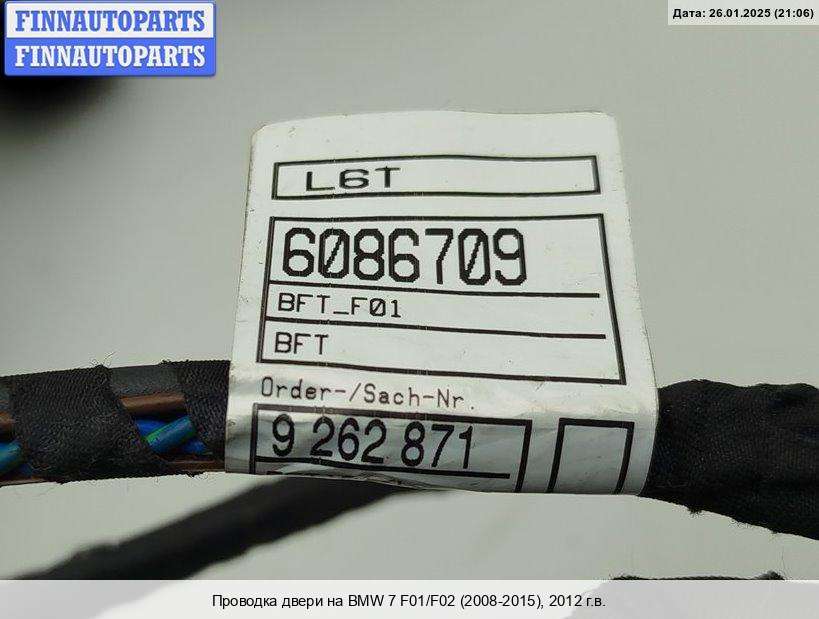 FINNAUTOPARTS
FINNAUTOPARTS
Дата: 26.01.2025 (21:06)
L6T
6086709
BFT_F01
BFT
Order-/Sach-Nr.
9 262 871
Проводка двери на BMW 7 F01/F02 (2008-2015), 2012 г.в.